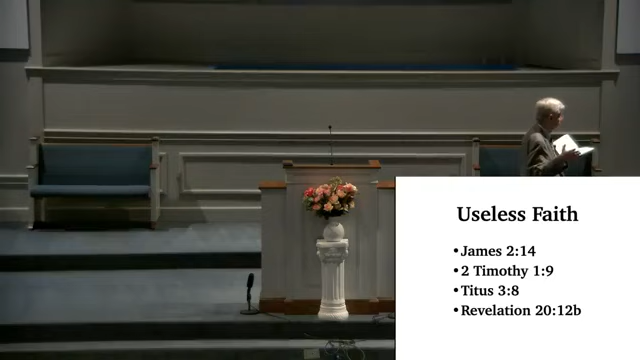 Useless Faith
•James 2:14
•2 Timothy 1:9
•Titus 3:8
•Revelation 20:12b